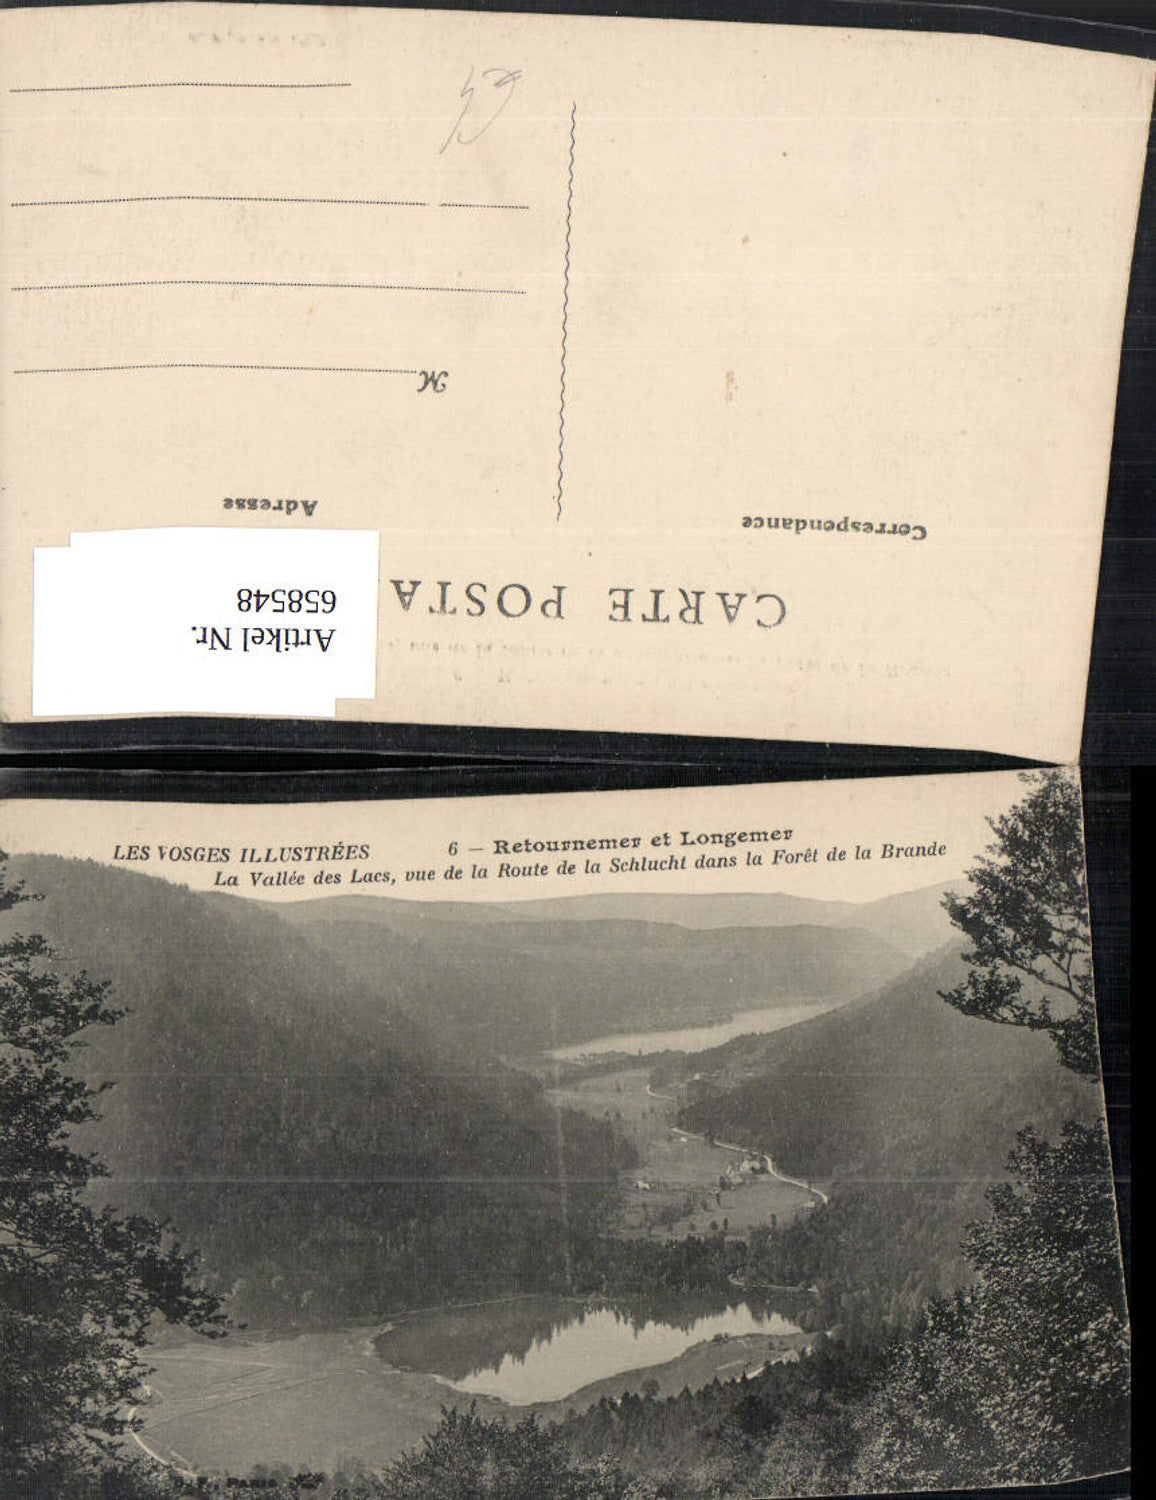 CARTE POSTA
Correspondance
Adresse
M
Artikel Nr.
658548
LES VOSGES ILLUSTRÉES
6 — Retournemer et Longemer
La Vallée des Lacs, vue de la Route de la Schlucht dans la Forêt de la Brande
PARIS